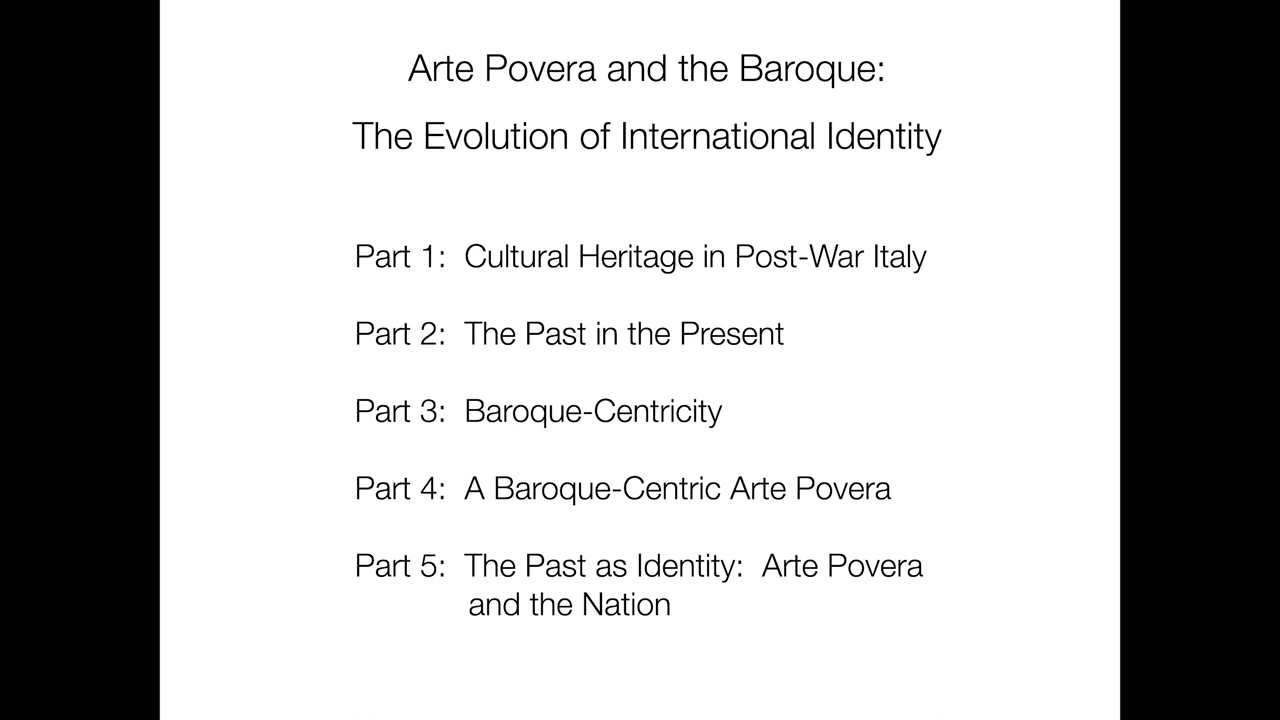 Arte Povera and the Baroque:
The Evolution of International Identity
Part 1: Cultural Heritage in Post-War Italy
Part 2: The Past in the Present
Part 3: Baroque-Centricity
Part 4: A Baroque-Centric Arte Povera
Part 5: The Past as Identity: Arte Povera
and the Nation